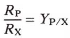 R_P/R_X = Y_P/X